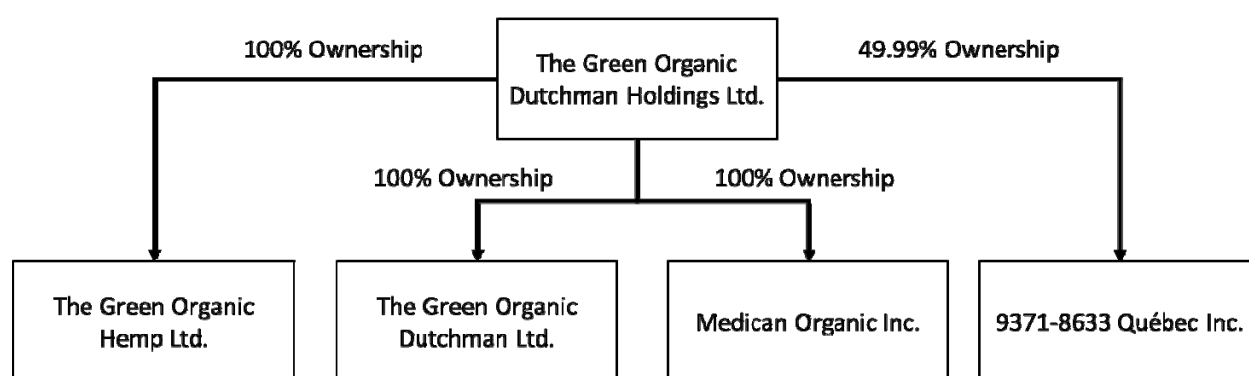 100% Ownership
The Green Organic
Dutchman Holdings Ltd.
49.99% Ownership
100% Ownership
100% Ownership
The Green Organic
Hemp Ltd.
The Green Organic
Dutchman Ltd.
Medican Organic Inc.
9371-8633 Québec Inc.